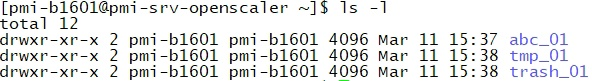 [pmi-b1601@pmi-srv-openscaler ~]$ ls -l
total 12
drwxr-xr-x 2 pmi-b1601 pmi-b1601 4096 Mar 11 15:37 abc_01
drwxr-xr-x 2 pmi-b1601 pmi-b1601 4096 Mar 11 15:38 tmp_01
drwxr-xr-x 2 pmi-b1601 pmi-b1601 4096 Mar 11 15:38 trash_01